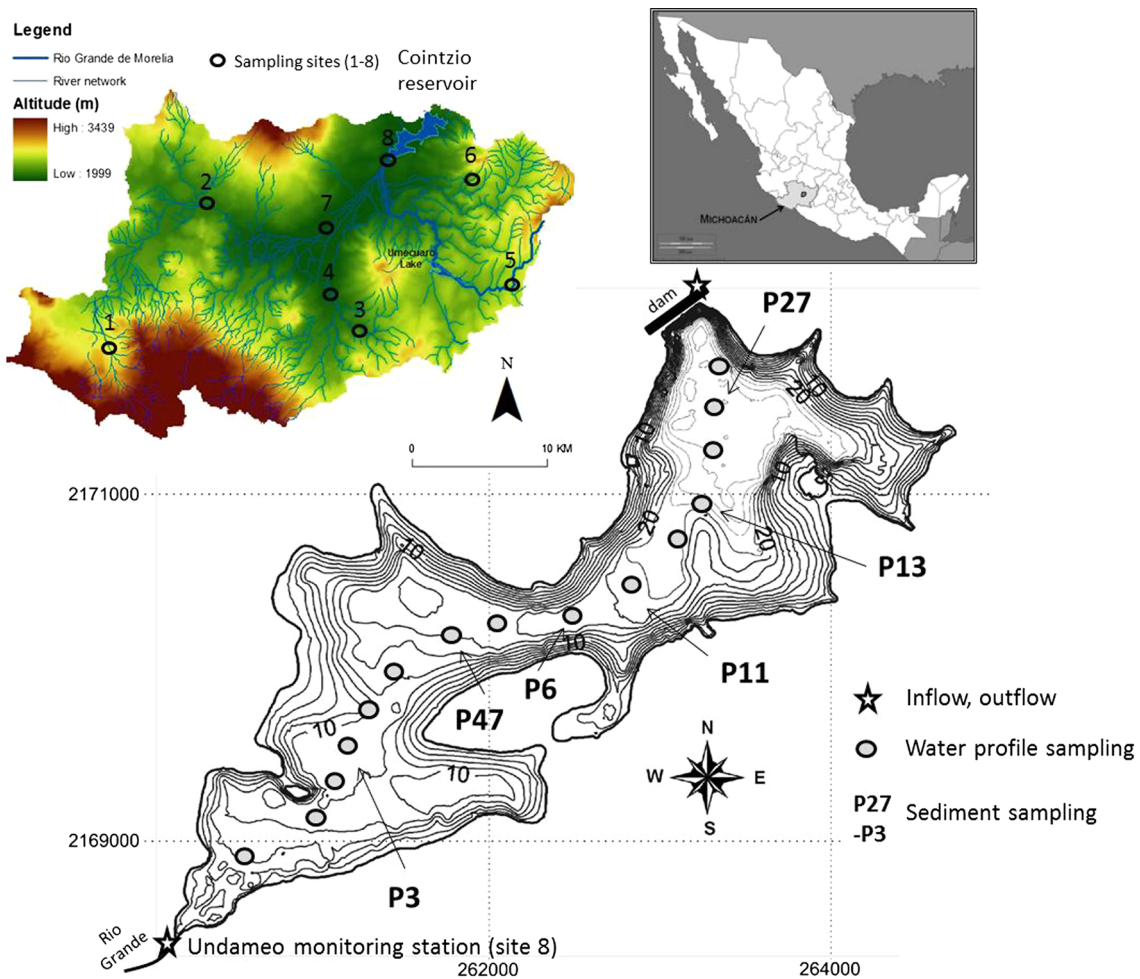 Legend
Rio Grande de Morelia
River network
Sampling sites (1-8)
Cointzio
reservoir
Altitude (m)
High : 3439
Low : 1999
8
6
2
7
Umecuaro
Lake
5
4
3
1
N
0
10 KM
MICHOACÁN
dam
P27
20
10
10
10
2171000
20
20
10
P13
10
P11
P6
P47
10
10
Inflow, outflow
N
Water profile sampling
W
E
P27
-P3
Sediment sampling
S
2169000
P3
Rio
Grande
Undameo monitoring station (site 8)
262000
264000